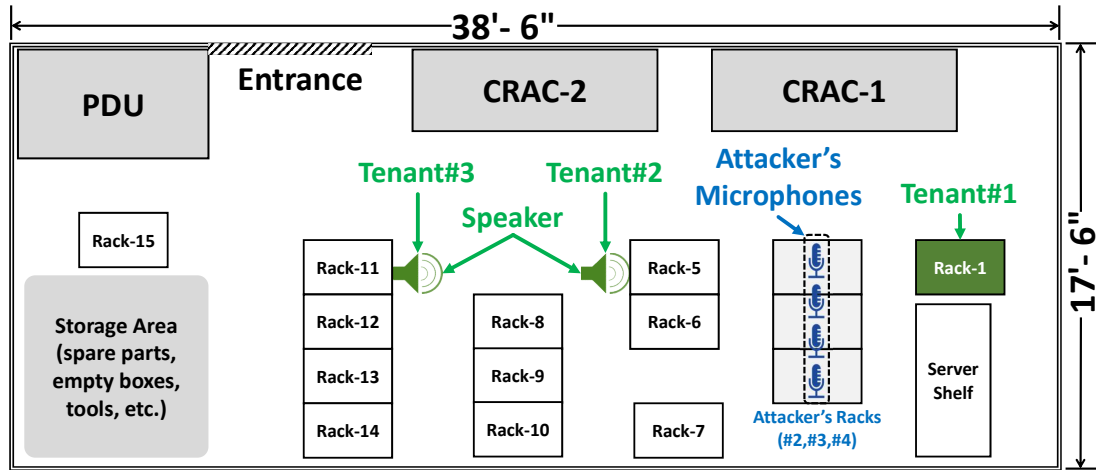 38'- 6"
PDU
Entrance
CRAC-2
CRAC-1
17'- 6"
Tenant#3
Tenant#2
Attacker's
Microphones
Tenant#1
Speaker
Rack-15
Rack-11
Rack-5
Rack-1
Storage Area
(spare parts,
empty boxes,
tools, etc.)
Rack-12
Rack-8
Rack-6
Rack-13
Rack-9
Server
Shelf
Rack-14
Rack-10
Rack-7
Attacker's Racks
(#2,#3,#4)